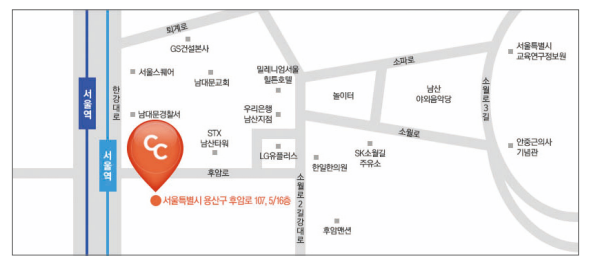 퇴계로
GS건설본사
서울스퀘어
남대문교회
밀레니엄서울
힐튼호텔
소파로
서울특별시
교육연구정보원
서울역
한강대로
놀이터
남산
야외음악당
소월로3길
남대문경찰서
우리은행
남산지점
STX
남산타워
소월로
서울역
CC
LG유플러스
한일한의원
SK소월길
주유소
안중근의사
기념관
후암로
서울특별시 용산구 후암로 107, 5/16층
소월로2길강대로
후암맨션